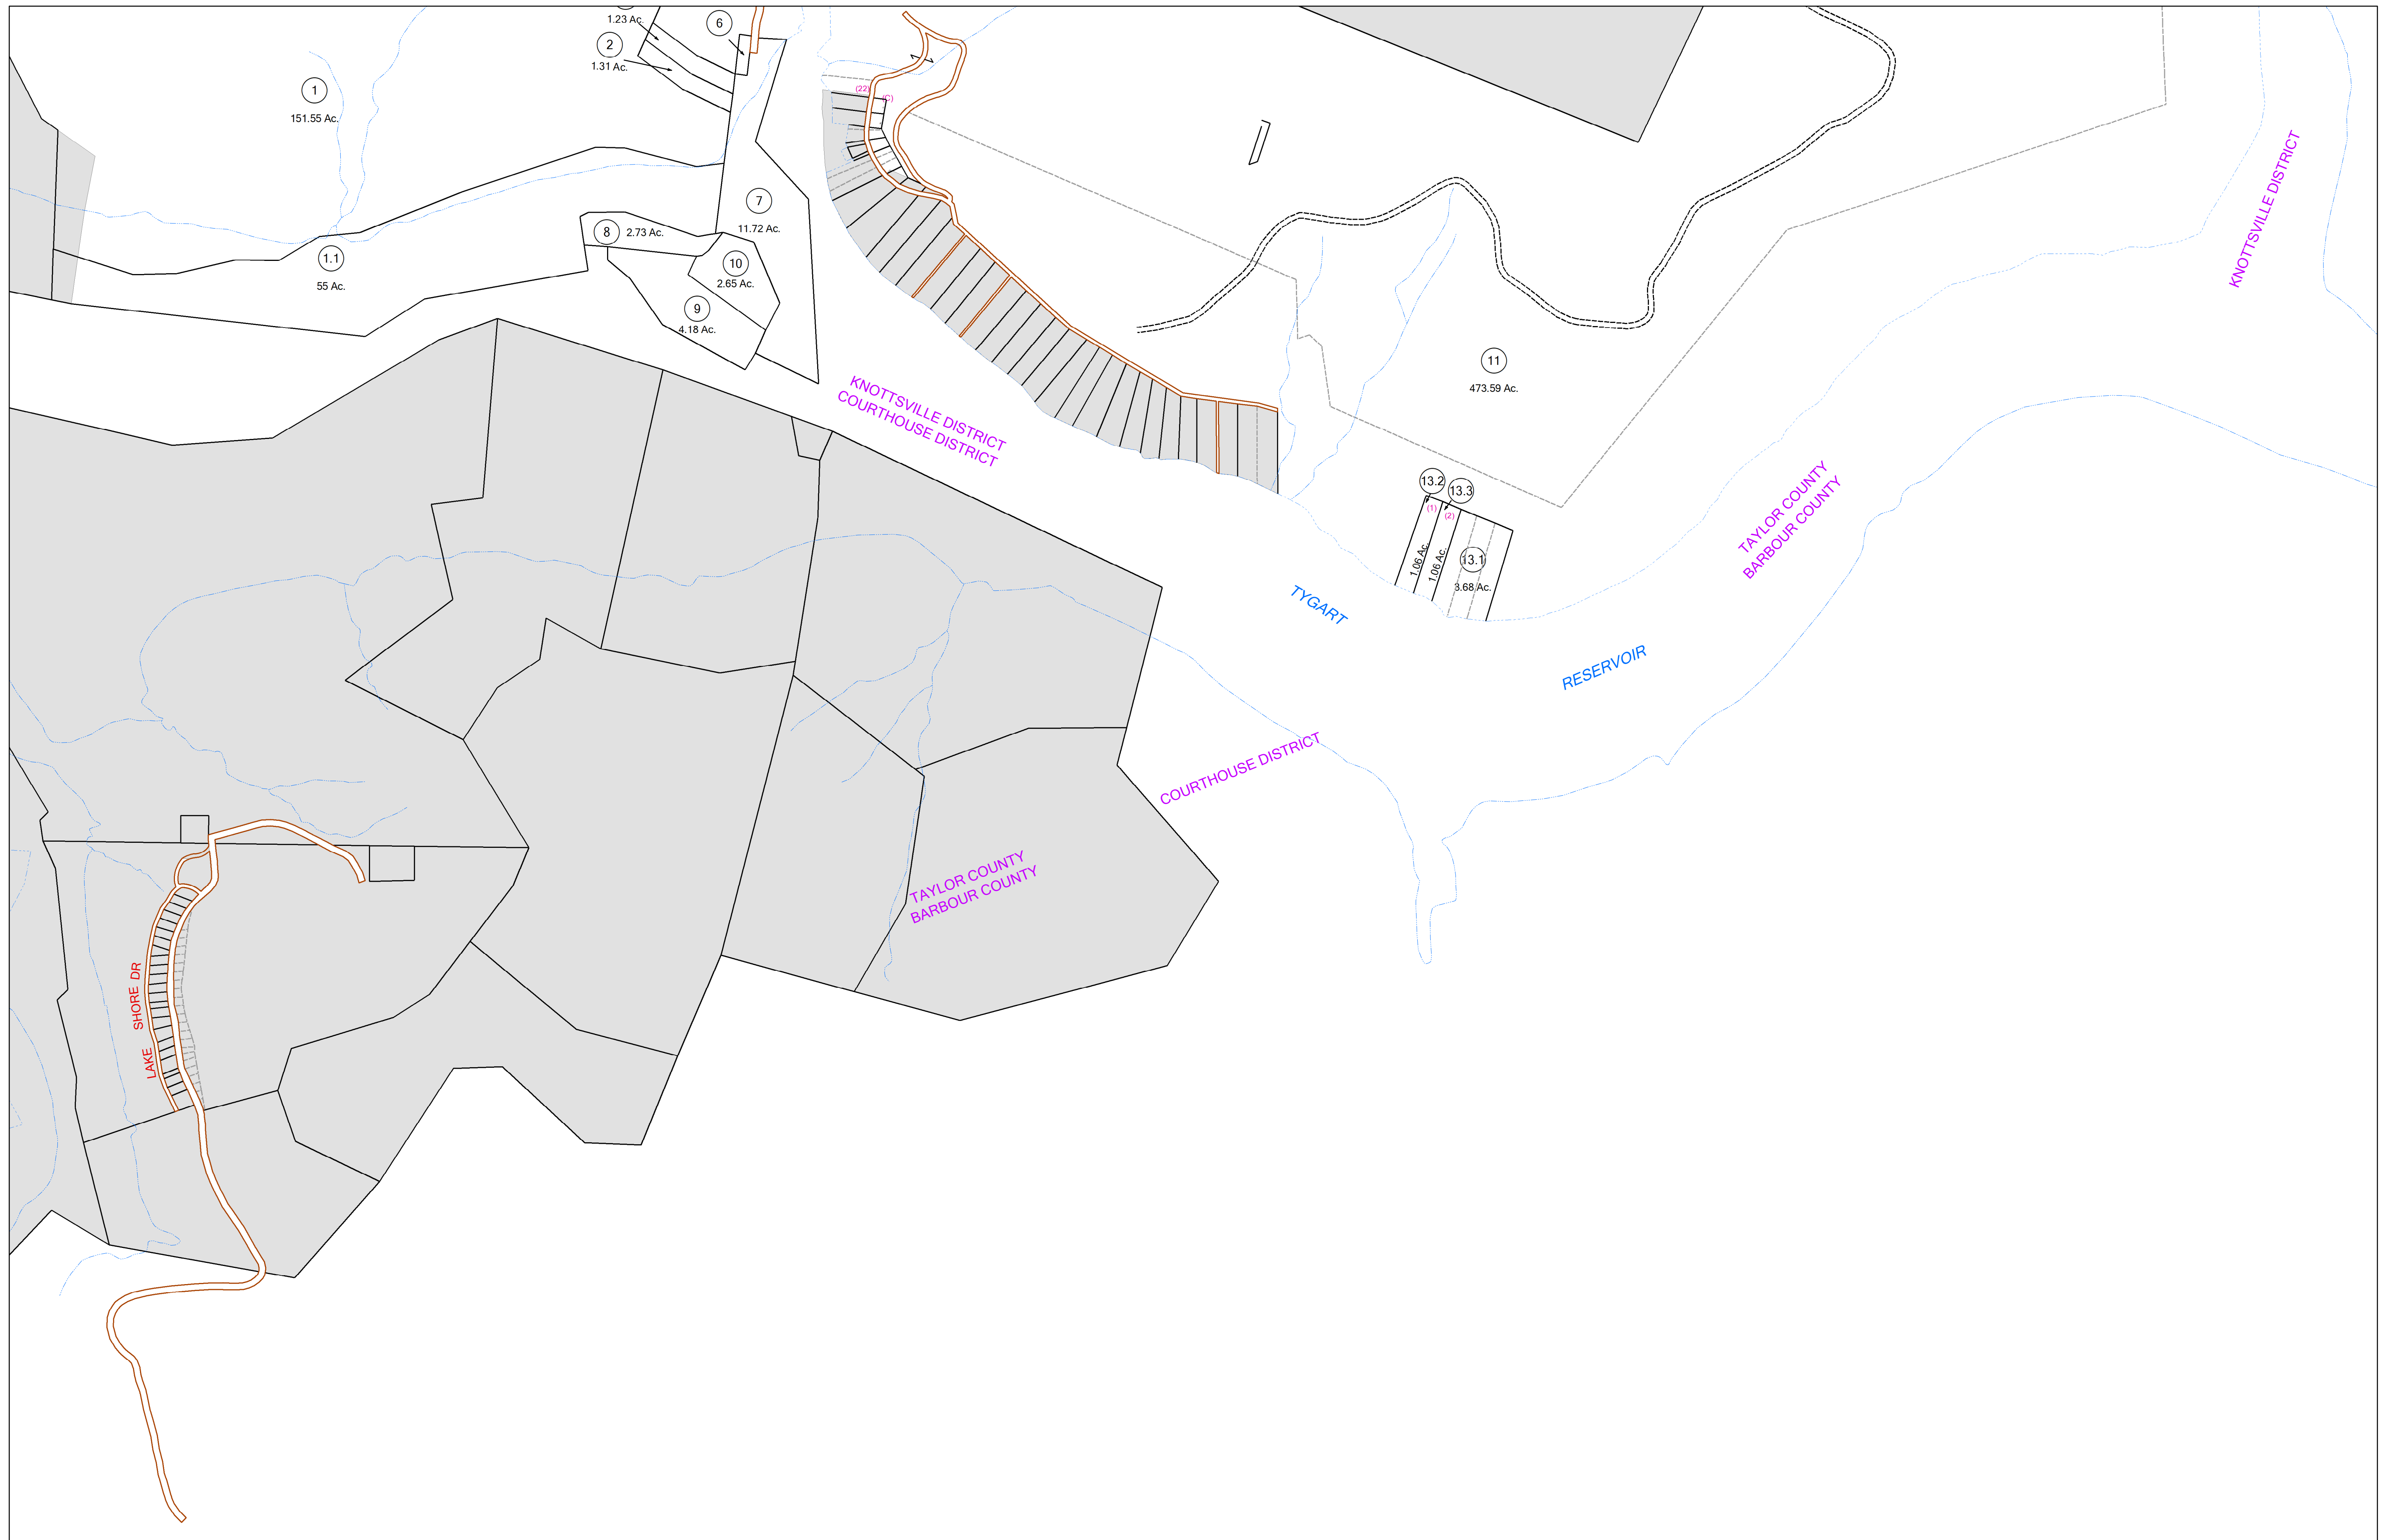 1.23 Ac.
6
2
1.31 Ac.
1
151.55 Ac.
(22)
(C)
7
11.72 Ac.
8
2.73 Ac.
10
2.65 Ac.
1.1
55 Ac.
9
4.18 Ac.
KNOTTSVILLE DISTRICT
11
473.59 Ac.
KNOTTSVILLE DISTRICT
COURTHOUSE DISTRICT
13.2
13.3
(1)
(2)
1.06 Ac.
1.06 Ac.
13.1
3.68 Ac.
TAYLOR COUNTY
BARBOUR COUNTY
TYGART
RESERVOIR
COURTHOUSE DISTRICT
TAYLOR COUNTY
BARBOUR COUNTY
LAKE SHORE DR